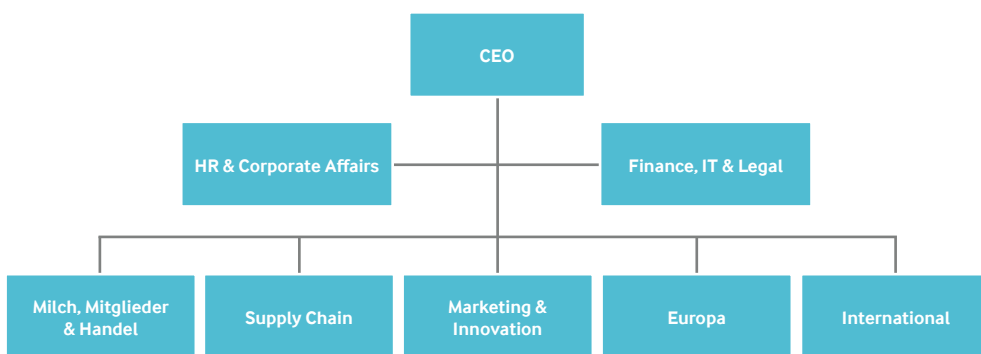 CEO
HR & Corporate Affairs
Finance, IT & Legal
Milch, Mitglieder
& Handel
Supply Chain
Marketing &
Innovation
Europa
International